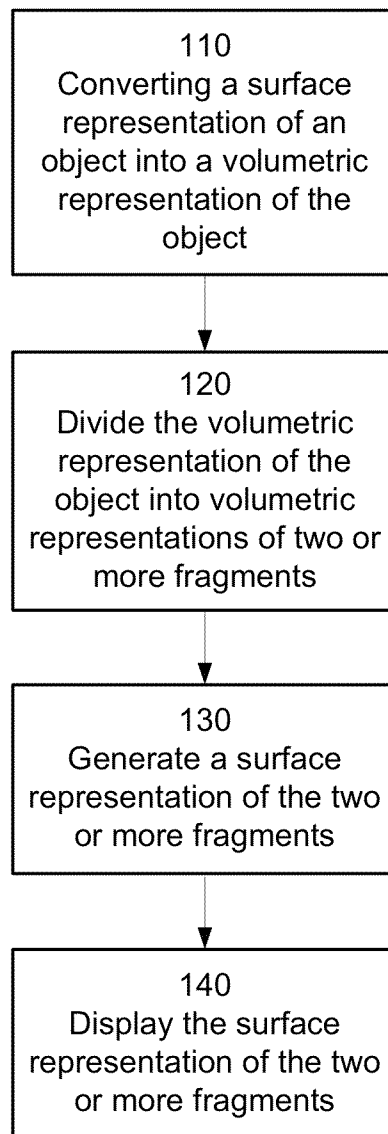 110
Converting a surface
representation of an
object into a volumetric
representation of the
object
120
Divide the volumetric
representation of the
object into volumetric
representations of two or
more fragments
130
Generate a surface
representation of the two
or more fragments
140
Display the surface
representation of the two
or more fragments